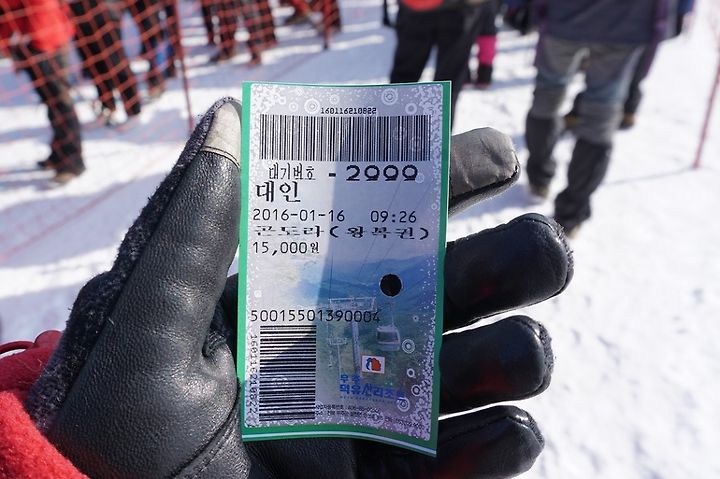 160116210822
대기번호 - 2999
대인
2016-01-16 09:26
곤도라(왕복권)
15,000원
50015501390004
무주
덕유산리조트